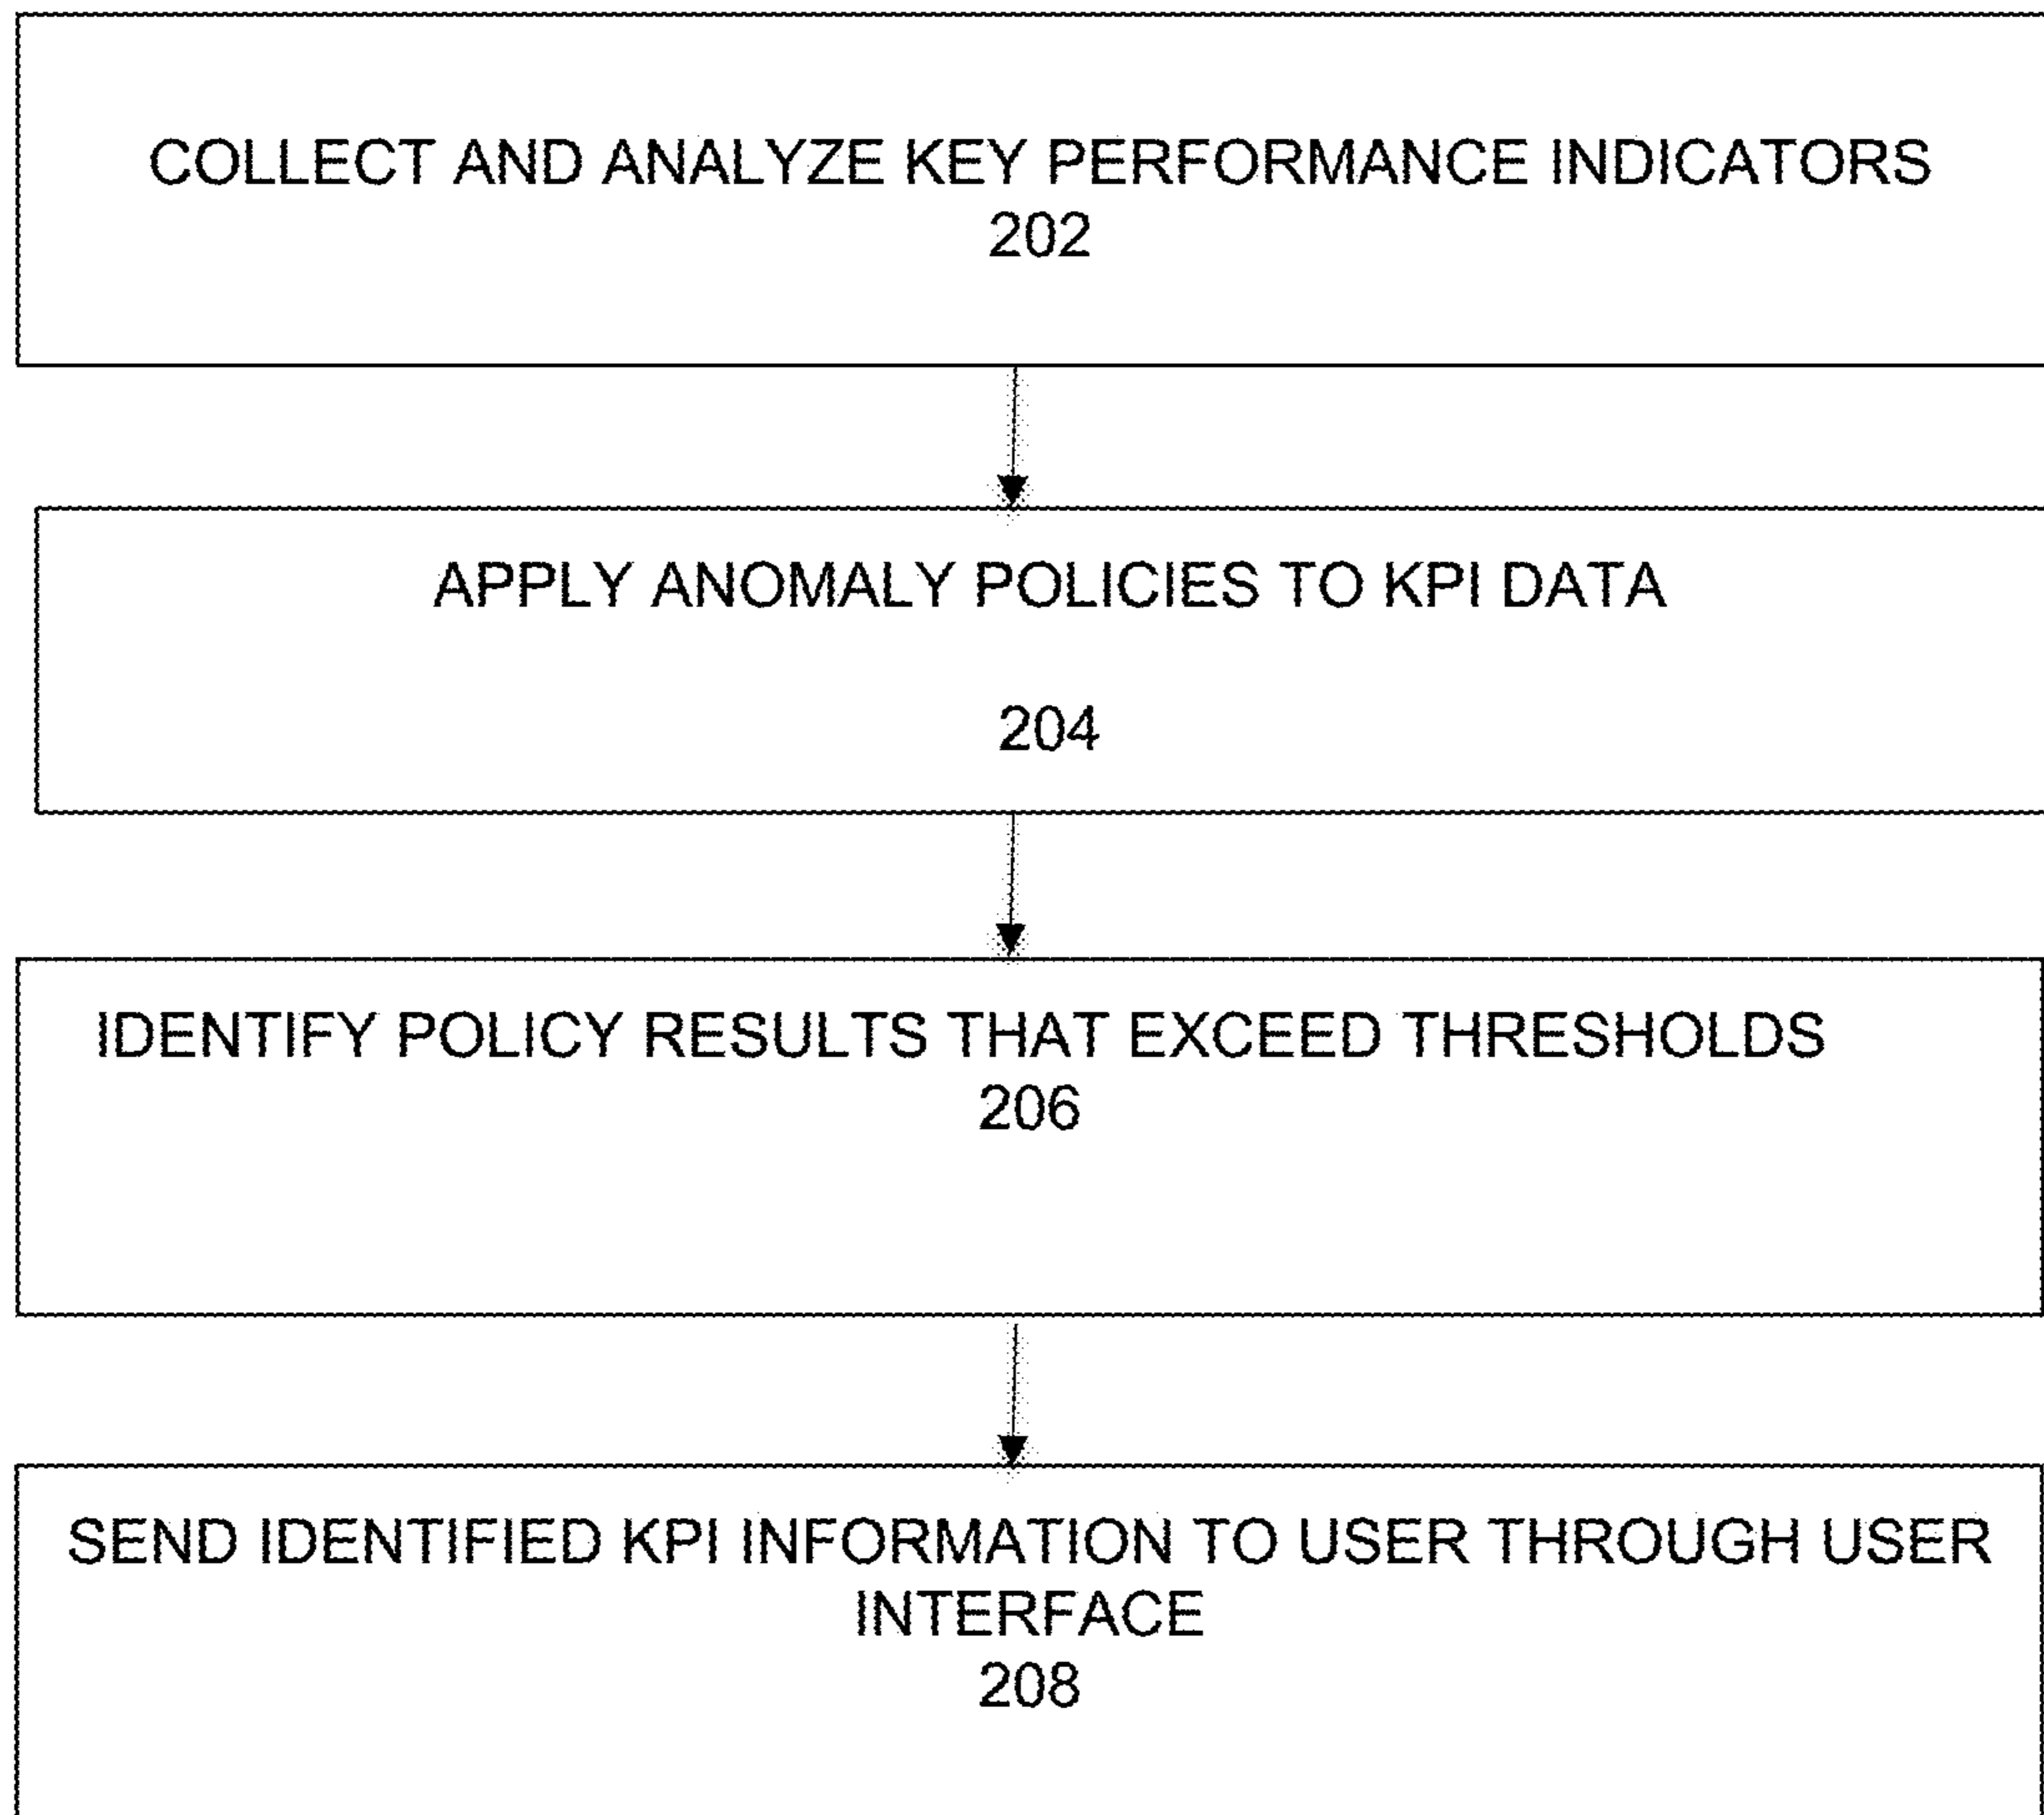 COLLECT AND ANALYZE KEY PERFORMANCE INDICATORS
202
APPLY ANOMALY POLICIES TO KPI DATA
204
IDENTIFY POLICY RESULTS THAT EXCEED THRESHOLDS
206
SEND IDENTIFIED KPI INFORMATION TO USER THROUGH USER
INTERFACE
208